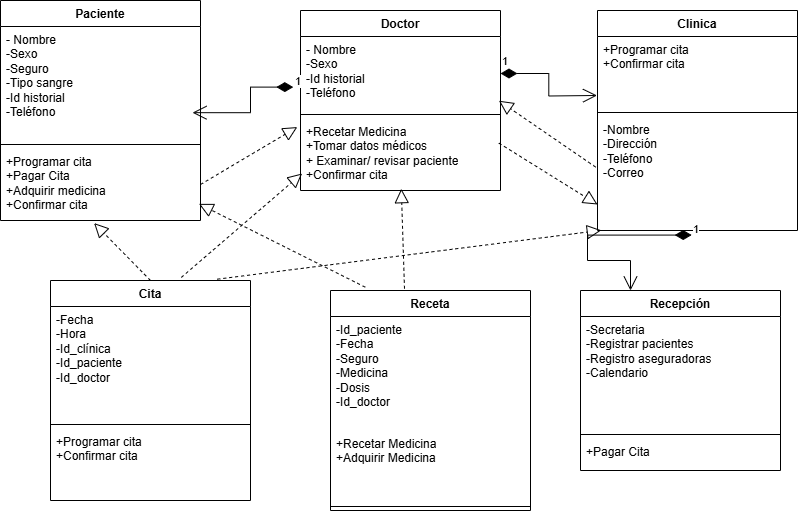 Paciente
- Nombre
-Sexo
-Seguro
-Tipo sangre
-Id historial
-Teléfono
+Programar cita
+Pagar Cita
+Adquirir medicina
+Confirmar cita
1
Doctor
- Nombre
-Sexo
-Id historial
-Teléfono
+Recetar Medicina
+Tomar datos médicos
+ Examinar/ revisar paciente
+Confirmar cita
1
Clinica
+Programar cita
+Confirmar cita
-Nombre
-Dirección
-Teléfono
-Correo
1
Cita
-Fecha
-Hora
-Id_clínica
-Id_paciente
-Id_doctor
+Programar cita
+Confirmar cita
Receta
-Id_paciente
-Fecha
-Seguro
-Medicina
-Dosis
-Id_doctor
+Recetar Medicina
+Adquirir Medicina
Recepción
-Secretaria
-Registrar pacientes
-Registro aseguradoras
-Calendario
+Pagar Cita